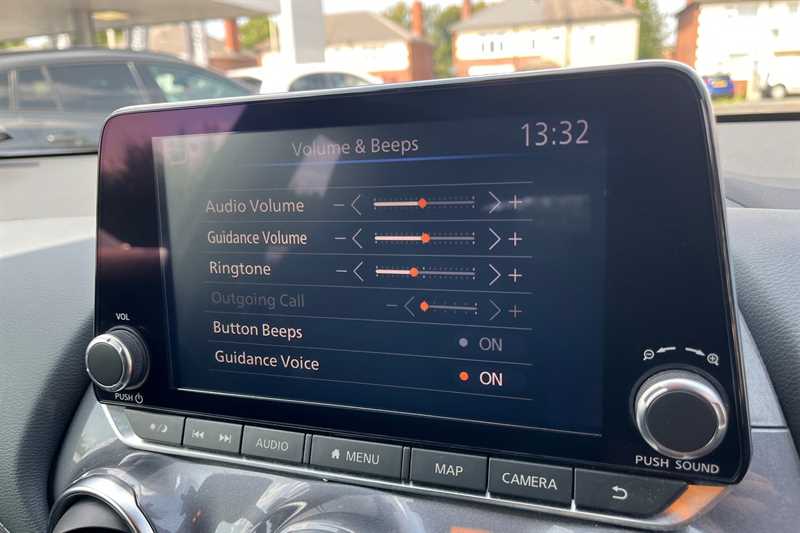 Volume & Beeps 13:32
Audio Volume − +
Guidance Volume − +
Ringtone − +
Outgoing Call − +
Button Beeps ON
Guidance Voice ON
VOL
PUSH
PUSH SOUND
AUDIO
MENU
MAP
CAMERA